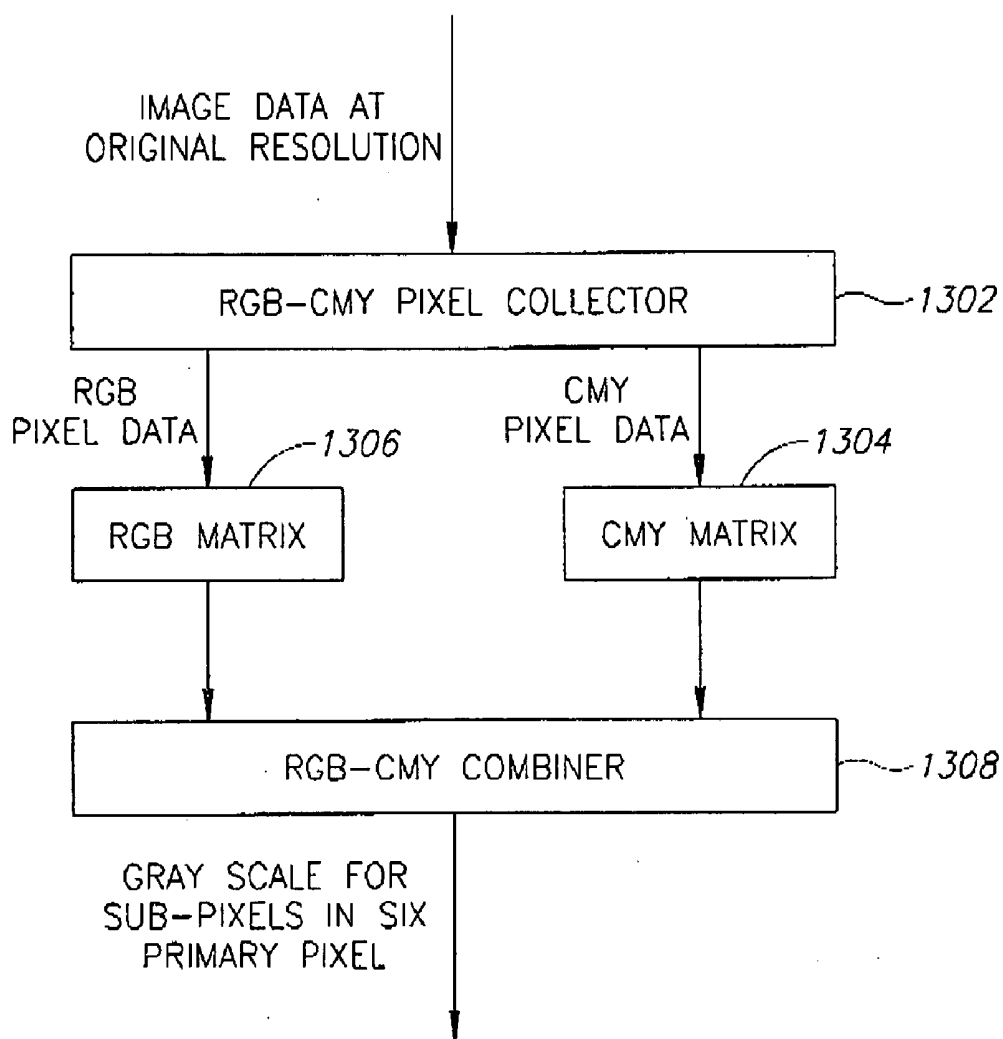 IMAGE DATA AT
ORIGINAL RESOLUTION
RGB-CMY PIXEL COLLECTOR
1302
RGB
PIXEL DATA
CMY
PIXEL DATA
1306
1304
RGB MATRIX
CMY MATRIX
RGB-CMY COMBINER
1308
GRAY SCALE FOR
SUB-PIXELS IN SIX
PRIMARY PIXEL